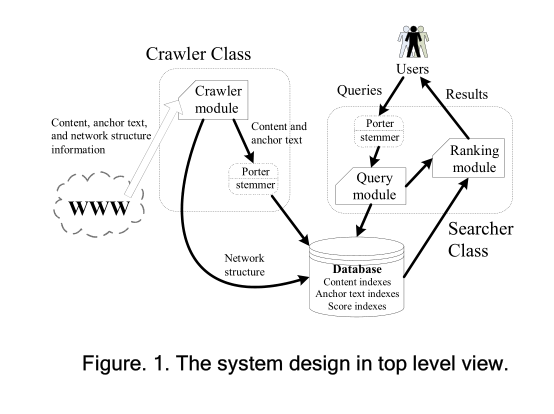 Crawler Class
Crawler
module
Content, anchor text,
and network structure
information
WWW
Content and
anchor text
Porter
stemmer
Network
structure
Users
Queries
Results
Porter
stemmer
Query
module
Ranking
module
Searcher
Class
Database
Content indexes
Anchor text indexes
Score indexes
Figure. 1. The system design in top level view.